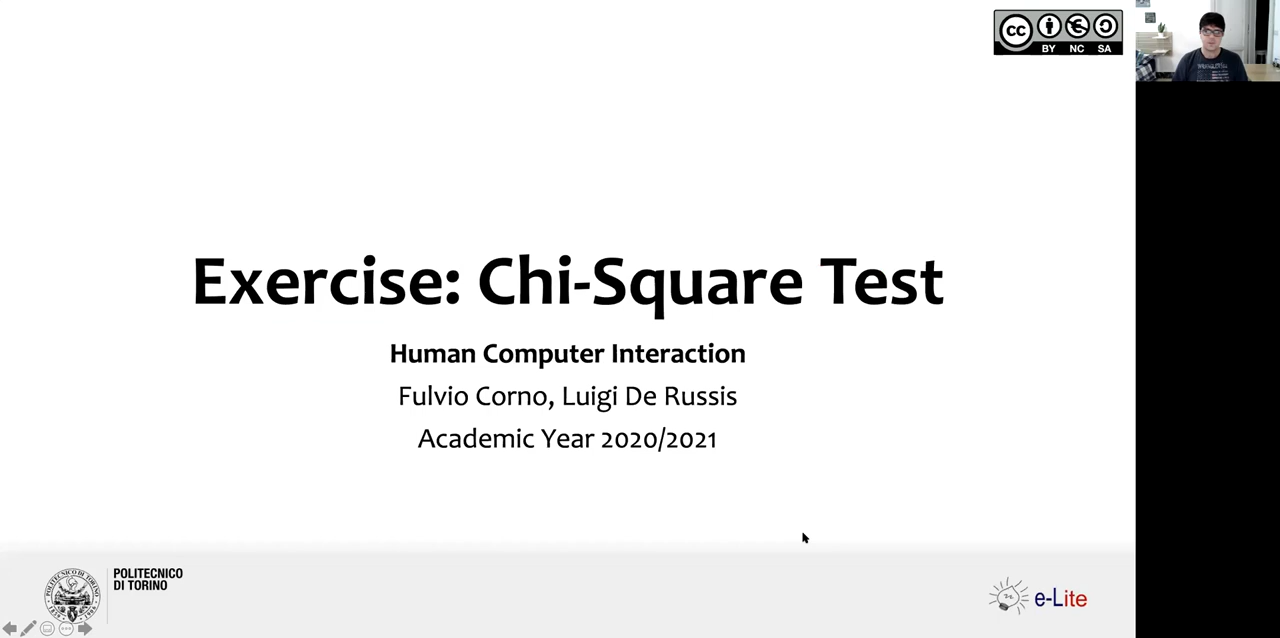 cc
BY NC SA
Exercise: Chi-Square Test
Human Computer Interaction
Fulvio Corno, Luigi De Russis
Academic Year 2020/2021
POLITECNICO
DI TORINO
e-Lite